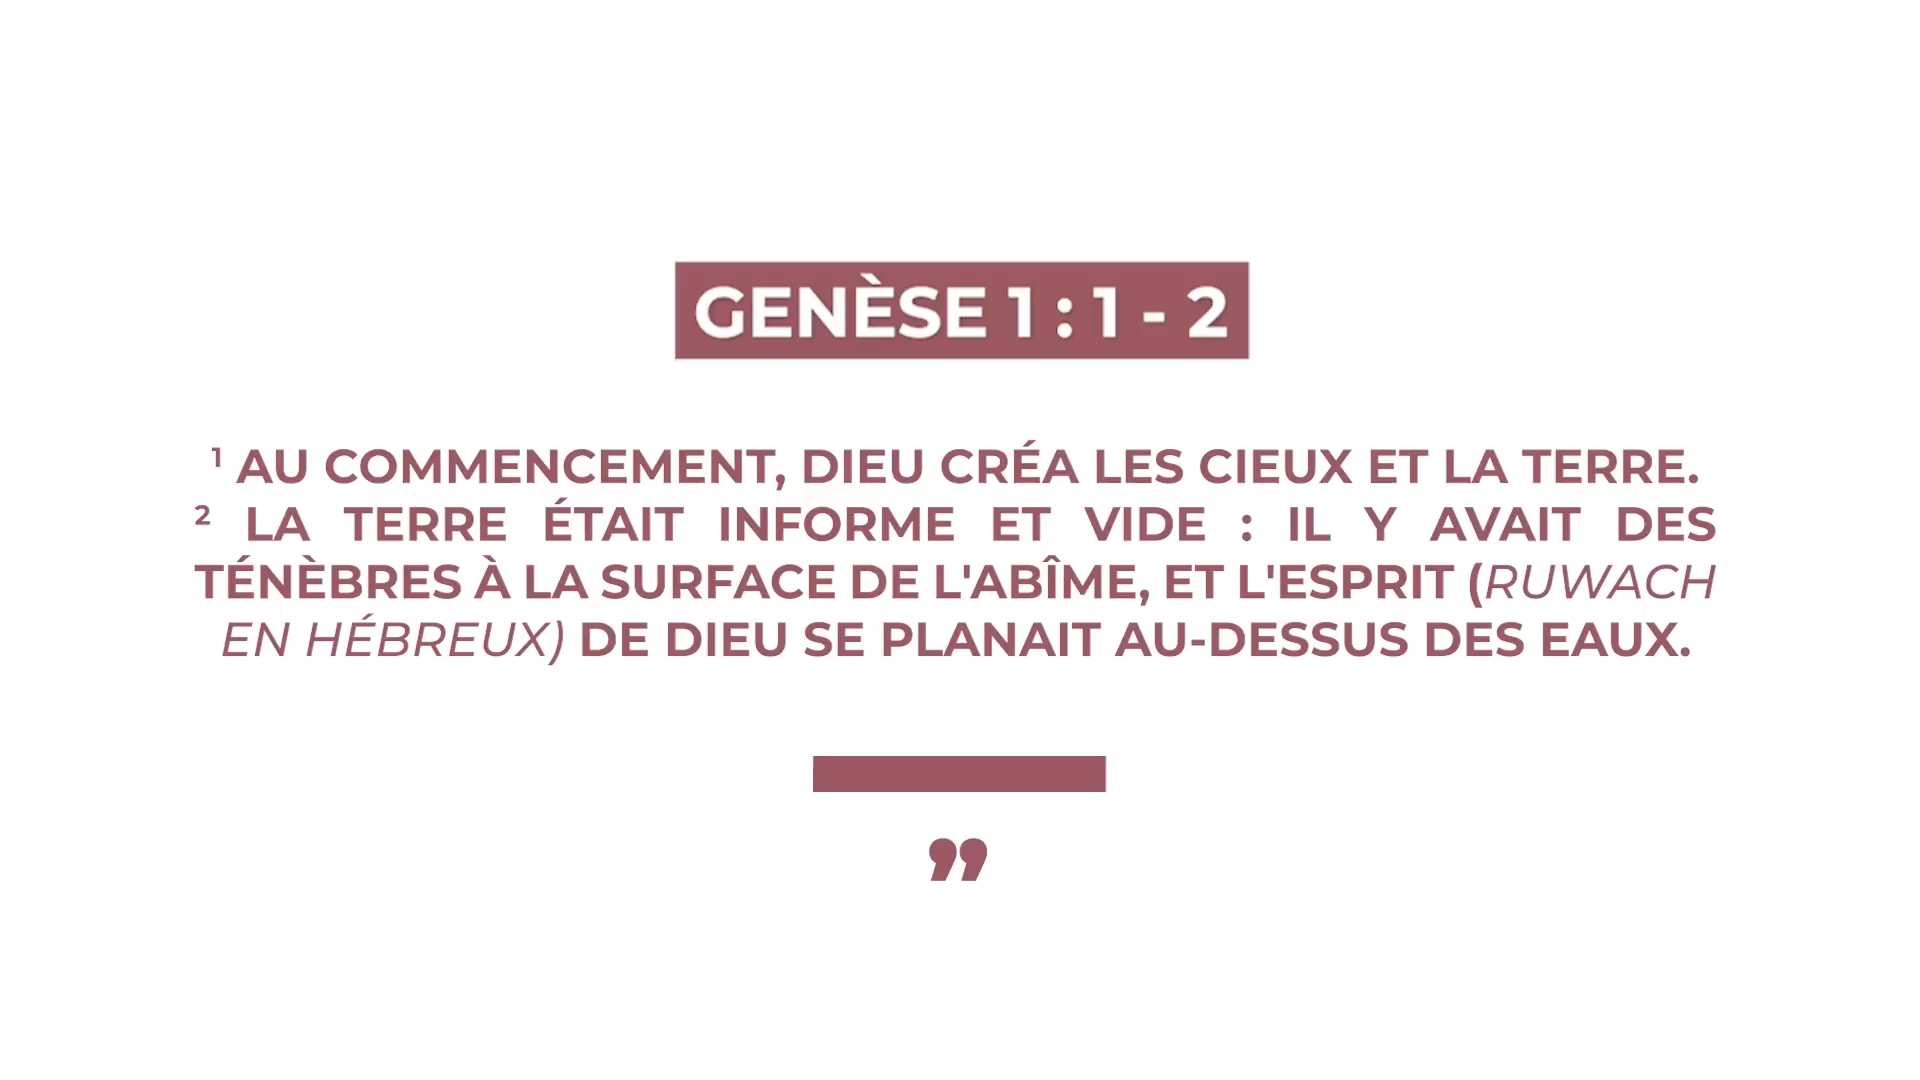 GENÈSE 1 : 1 - 2
¹ AU COMMENCEMENT, DIEU CRÉA LES CIEUX ET LA TERRE.
² LA TERRE ÉTAIT INFORME ET VIDE : IL Y AVAIT DES
TÉNÈBRES À LA SURFACE DE L'ABÎME, ET L'ESPRIT (RUWACH
EN HÉBREUX) DE DIEU SE PLANAIT AU-DESSUS DES EAUX.
”